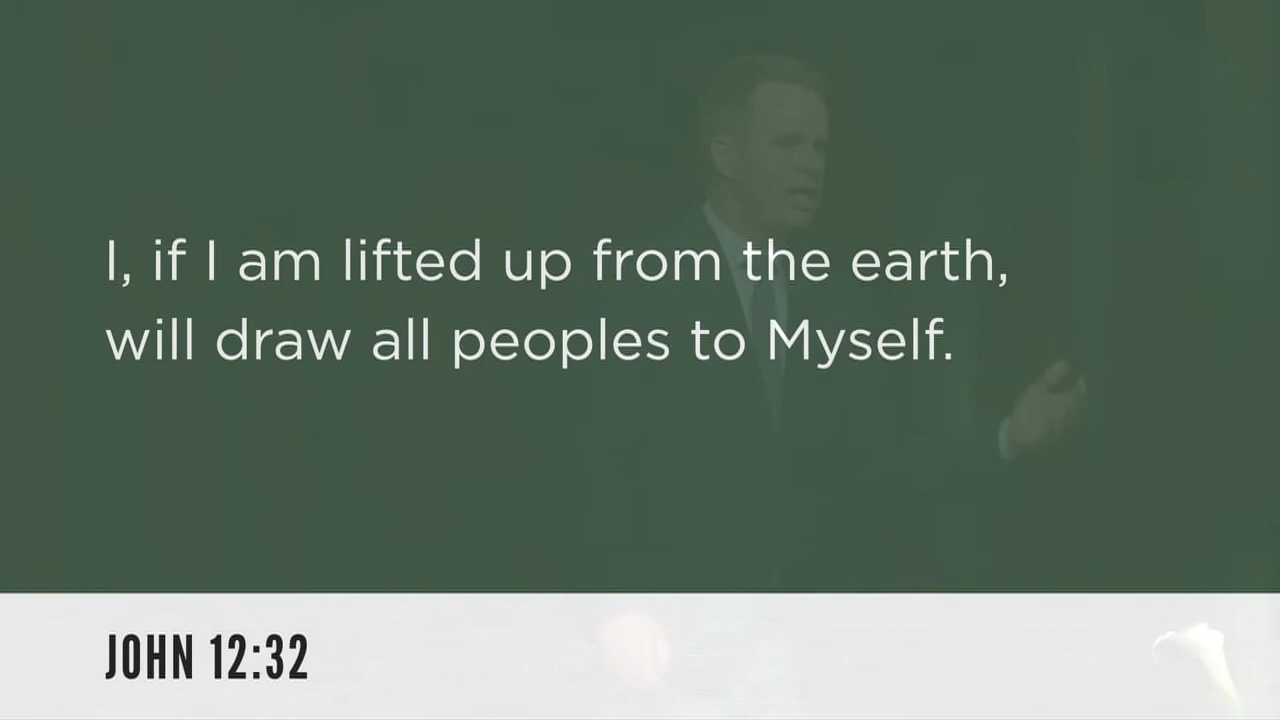 I, if I am lifted up from the earth,
will draw all peoples to Myself.
JOHN 12:32